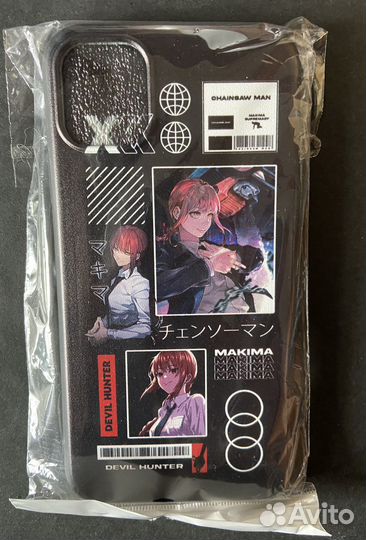 CHAINSAW MAN
MAKIMA
SUPREMACY
マキマ
チェンソーマン
DEVIL HUNTER
MAKIMA
MAKIMA
MAKIMA
MAKIMA
DEVIL HUNTER
Avito